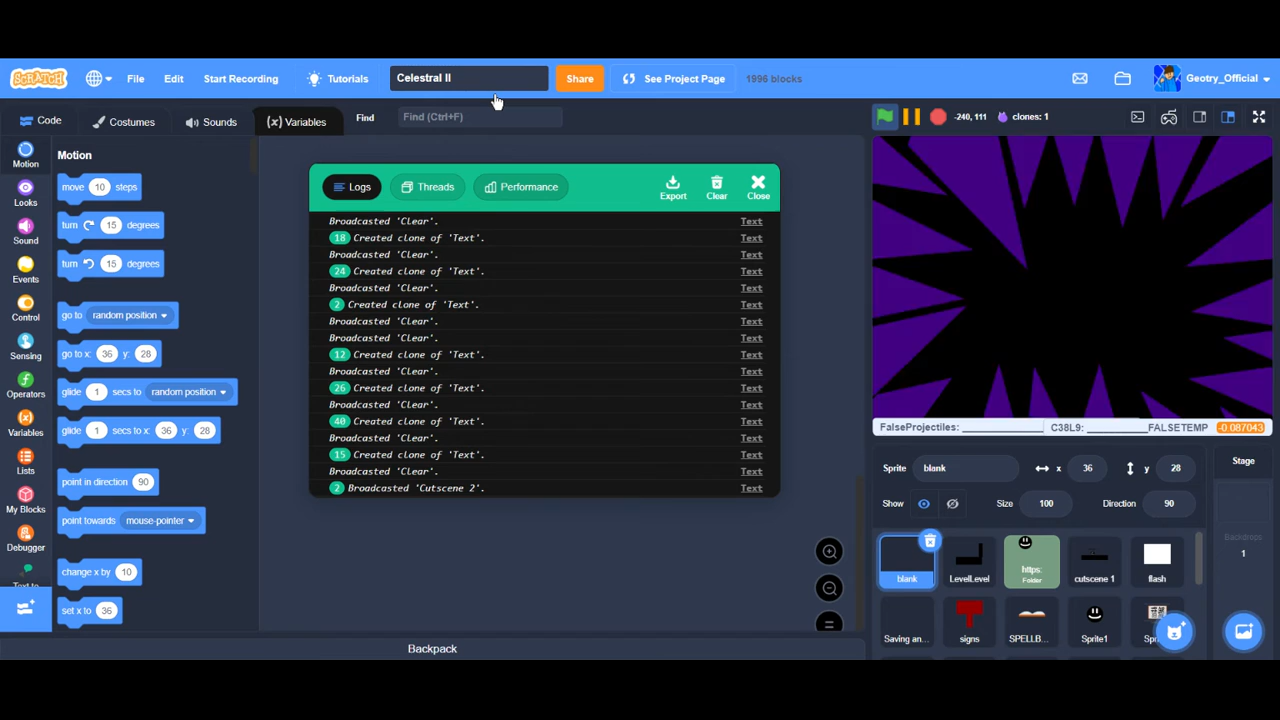 SCRATCH
File
Edit
Start Recording
Tutorials
Celestral II
Share
See Project Page
1996 blocks
Geotry_Official
Code
Costumes
Sounds
(x) Variables
Find
Find (Ctrl+F)
-240, 111
clones: 1
Motion
Looks
Sound
Events
Control
Sensing
Operators
Variables
Lists
My Blocks
Debugger
Motion
move 10 steps
turn 15 degrees
turn 15 degrees
go to random position
go to x: 36 y: 28
glide 1 secs to random position
glide 1 secs to x: 36 y: 28
point in direction 90
point towards mouse-pointer
change x by 10
set x to 36
Logs
Threads
Performance
Export
Clear
Close
Broadcasted 'Clear'. Text
18 Created clone of 'Text'. Text
Broadcasted 'Clear'. Text
24 Created clone of 'Text'. Text
Broadcasted 'Clear'. Text
2 Created clone of 'Text'. Text
Broadcasted 'Clear'. Text
Broadcasted 'Clear'. Text
12 Created clone of 'Text'. Text
Broadcasted 'Clear'. Text
26 Created clone of 'Text'. Text
Broadcasted 'Clear'. Text
40 Created clone of 'Text'. Text
Broadcasted 'Clear'. Text
15 Created clone of 'Text'. Text
Broadcasted 'Clear'. Text
2 Broadcasted 'Cutscene 2'. Text
Backpack
FalseProjectiles: ______________ C38L9: ___________FALSETEMP -0.087043
Sprite blank x 36 y 28
Show Size 100 Direction 90
Stage
Backdrops
1
blank
LevelLevel
https:
Folder
cutscene 1
flash
Saving an...
signs
SPELLB...
Sprite1